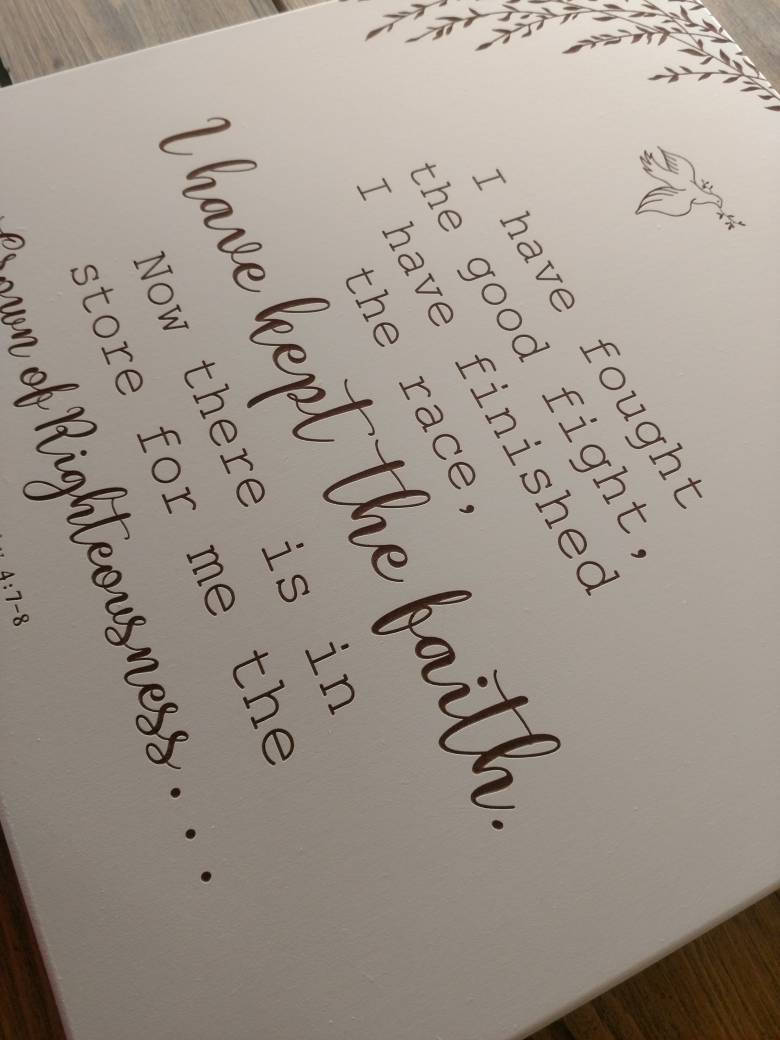 I have fought
the good fight,
I have finished
the race,
I have kept the faith.
Now there is in
store for me the
Crown of Righteousness...
4:7-8